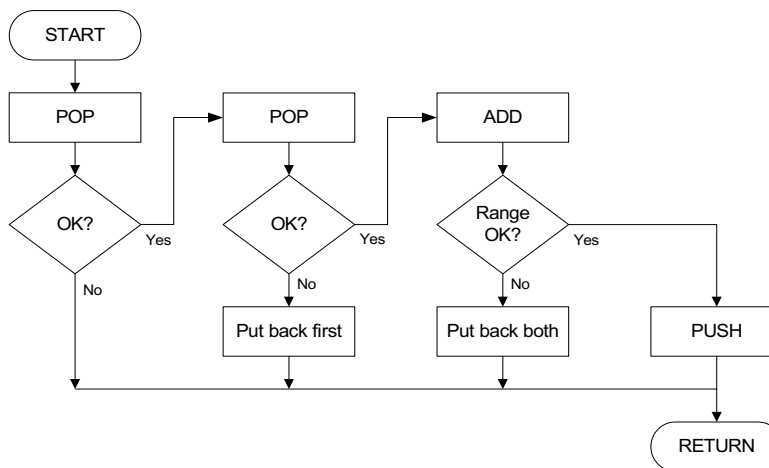 START
POP
POP
ADD
OK?
Yes
OK?
Yes
Range
OK?
Yes
No
No
No
Put back first
Put back both
PUSH
RETURN